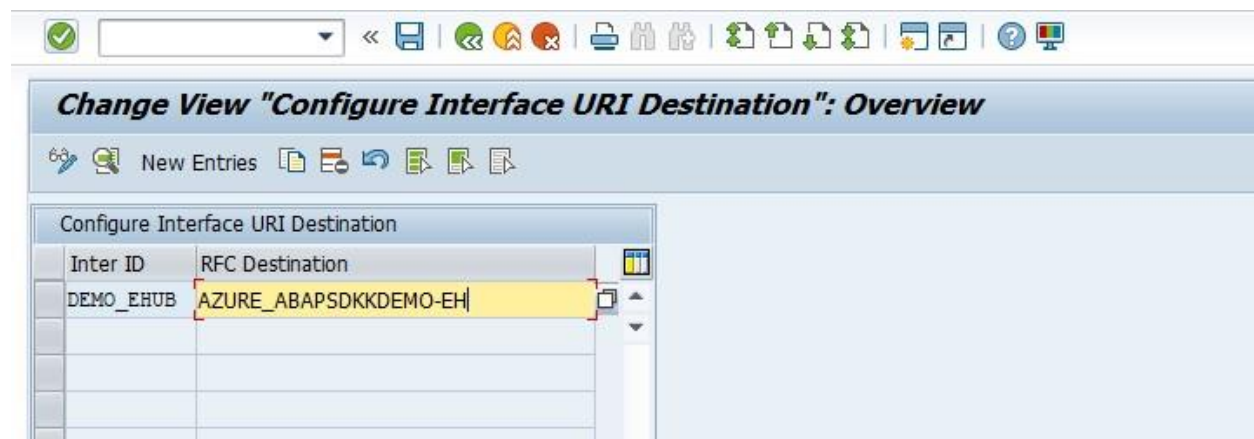 Change View "Configure Interface URI Destination": Overview
New Entries
Configure Interface URI Destination
Inter ID RFC Destination
DEMO_EHUB AZURE_ABAPSDKKDEMO-EH